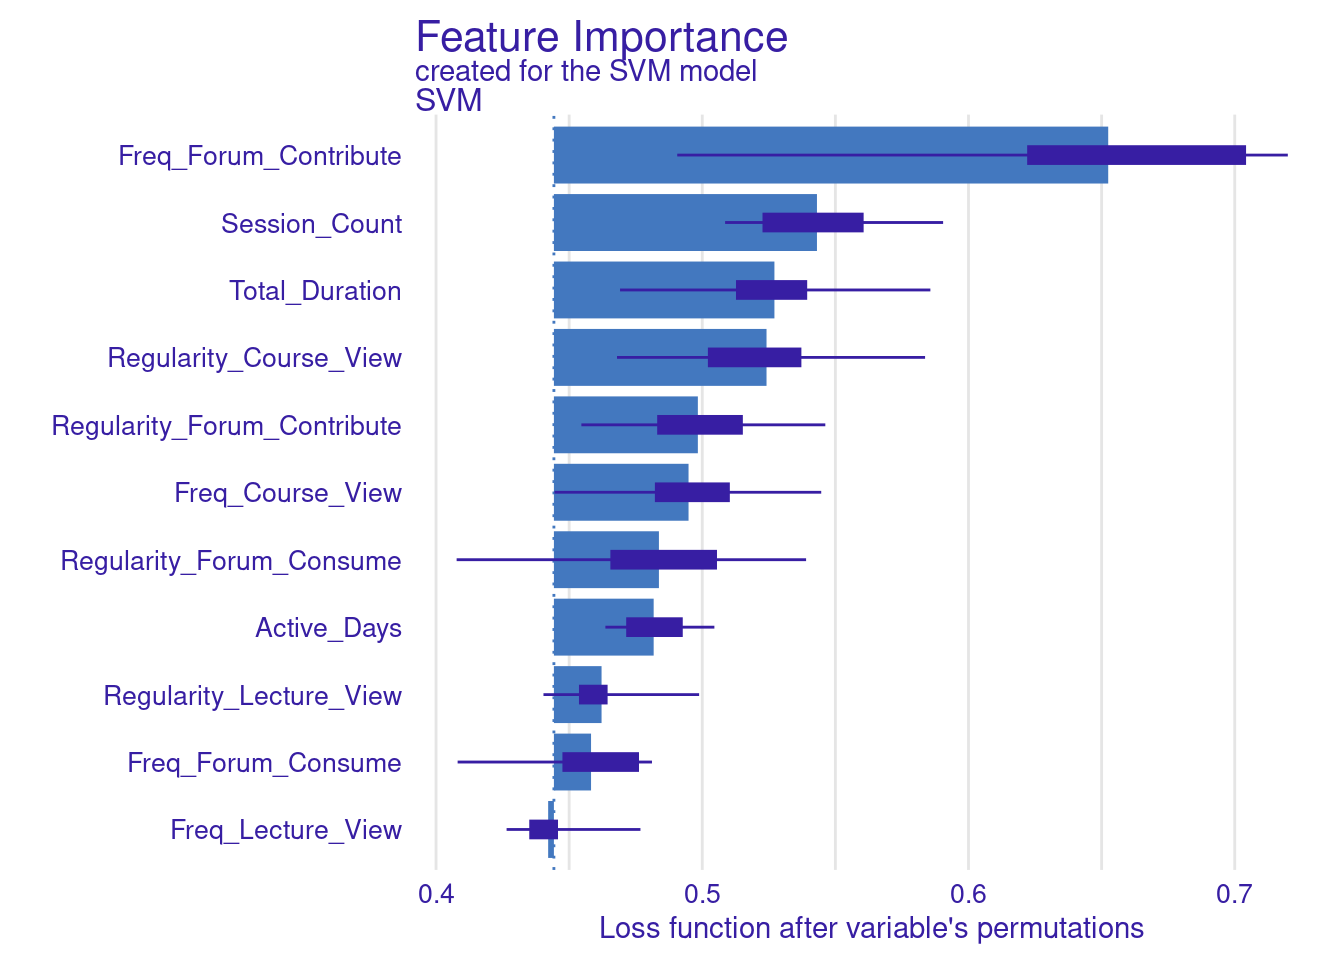 Feature Importance
created for the SVM model
SVM
Freq_Forum_Contribute
Session_Count
Total_Duration
Regularity_Course_View
Regularity_Forum_Contribute
Freq_Course_View
Regularity_Forum_Consume
Active_Days
Regularity_Lecture_View
Freq_Forum_Consume
Freq_Lecture_View
0.4 0.5 0.6 0.7
Loss function after variable's permutations